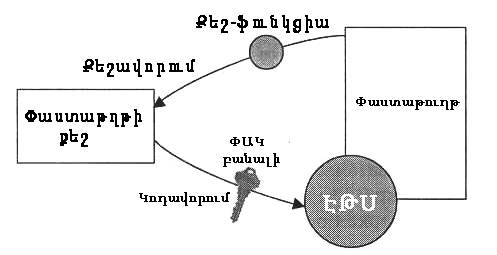 Քեշ-ֆունկցիա
Քեշավորում
Փաստաթուղթ
Փաստաթղթի
քեշ
ՓԱԿ
բանալի
Կոդավորում
ԷԹՍ